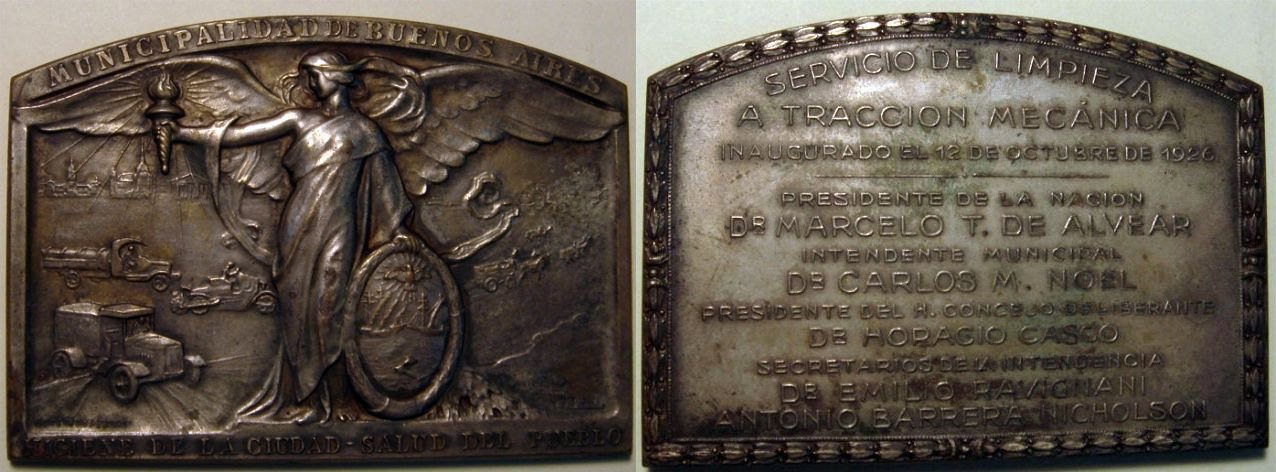 MUNICIPALIDAD DE BUENOS AIRES
HIGIENE DE LA CIUDAD - SALUD DEL PUEBLO
SERVICIO DE LIMPIEZA
A TRACCION MECÁNICA
INAUGURADO EL 12 DE OCTUBRE DE 1926
PRESIDENTE DE LA NACION
DR MARCELO T. DE ALVEAR
INTENDENTE MUNICIPAL
DR CARLOS M. NOEL
PRESIDENTE DEL H. CONCEJO DELIBERANTE
DR HORACIO CASCO
SECRETARIOS DE LA INTENDENCIA
DR EMILIO RAVIGNANI
ANTONIO BARRERA NICHOLSON